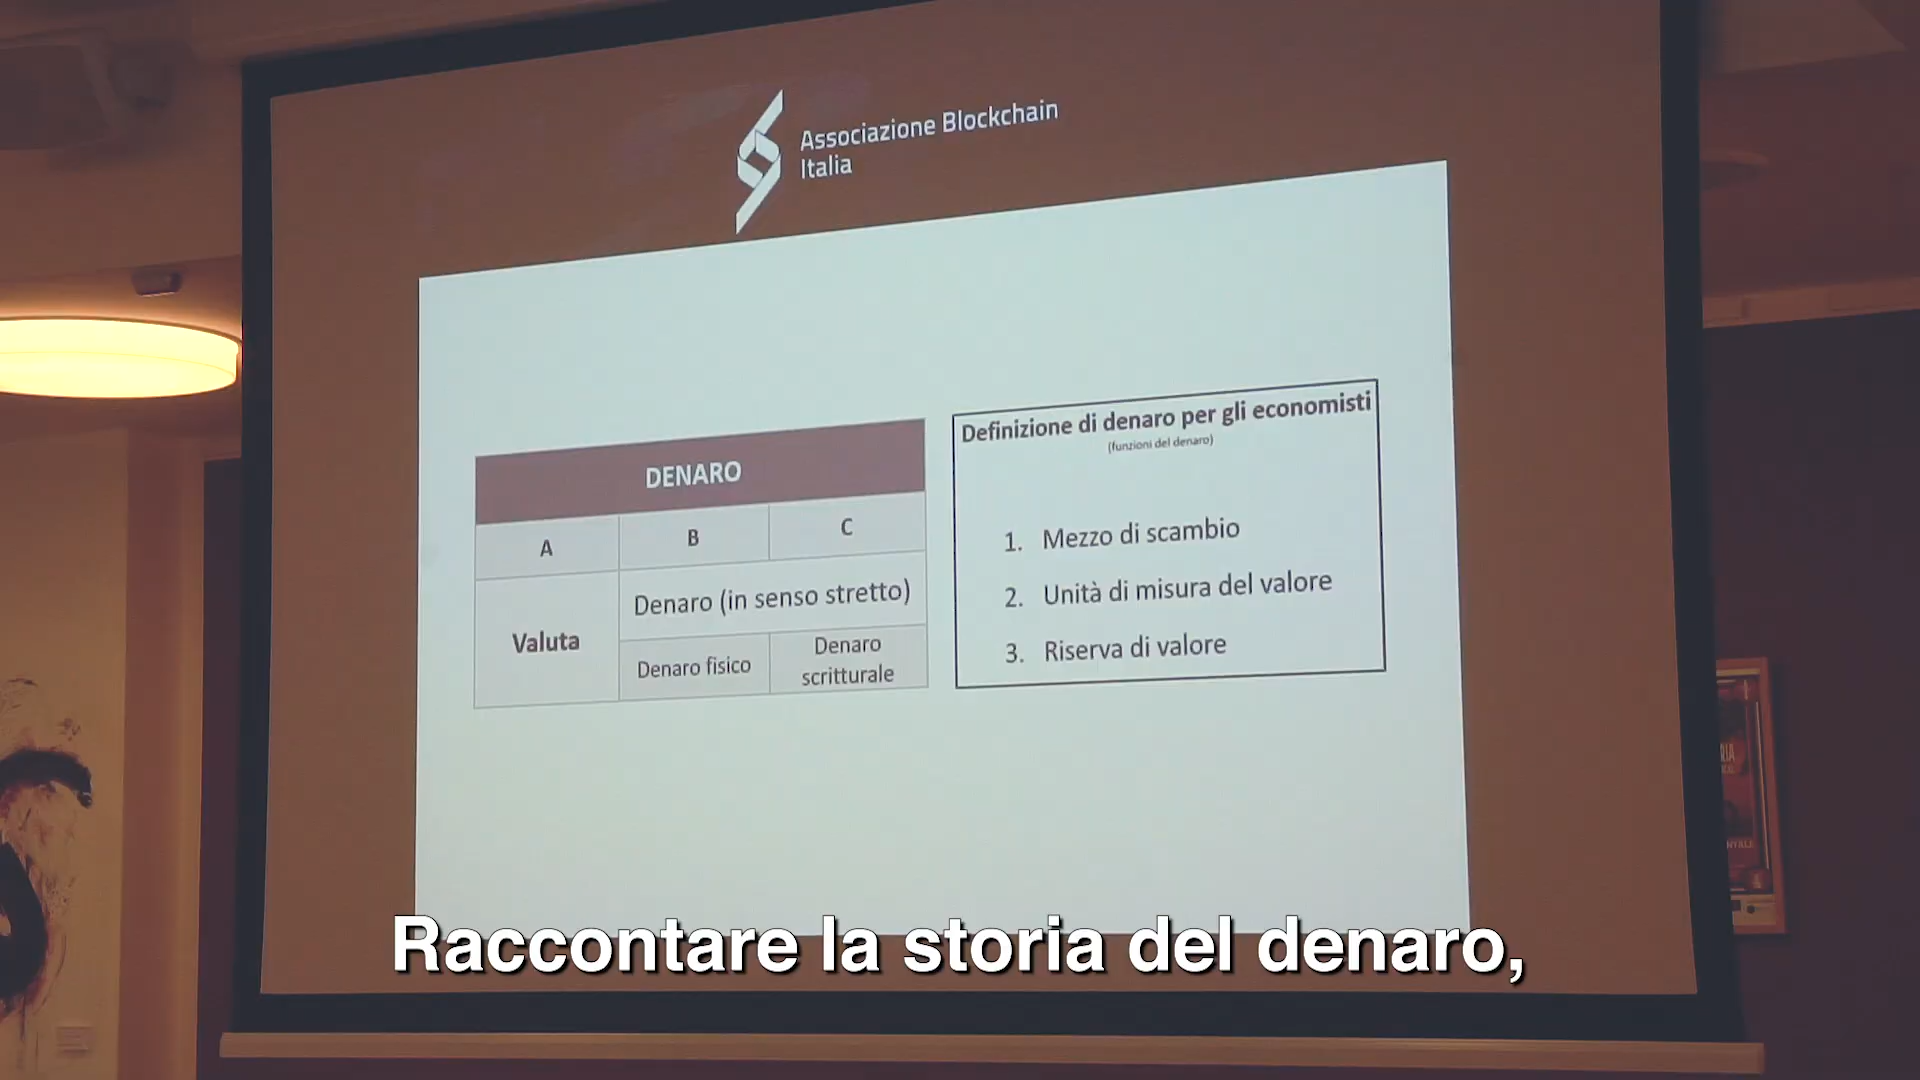 Associazione Blockchain
Italia
DENARO
A
B
C
Valuta
Denaro (in senso stretto)
Denaro fisico
Denaro
scritturale
Definizione di denaro per gli economisti
(funzioni del denaro)
1. Mezzo di scambio
2. Unità di misura del valore
3. Riserva di valore
Raccontare la storia del denaro,